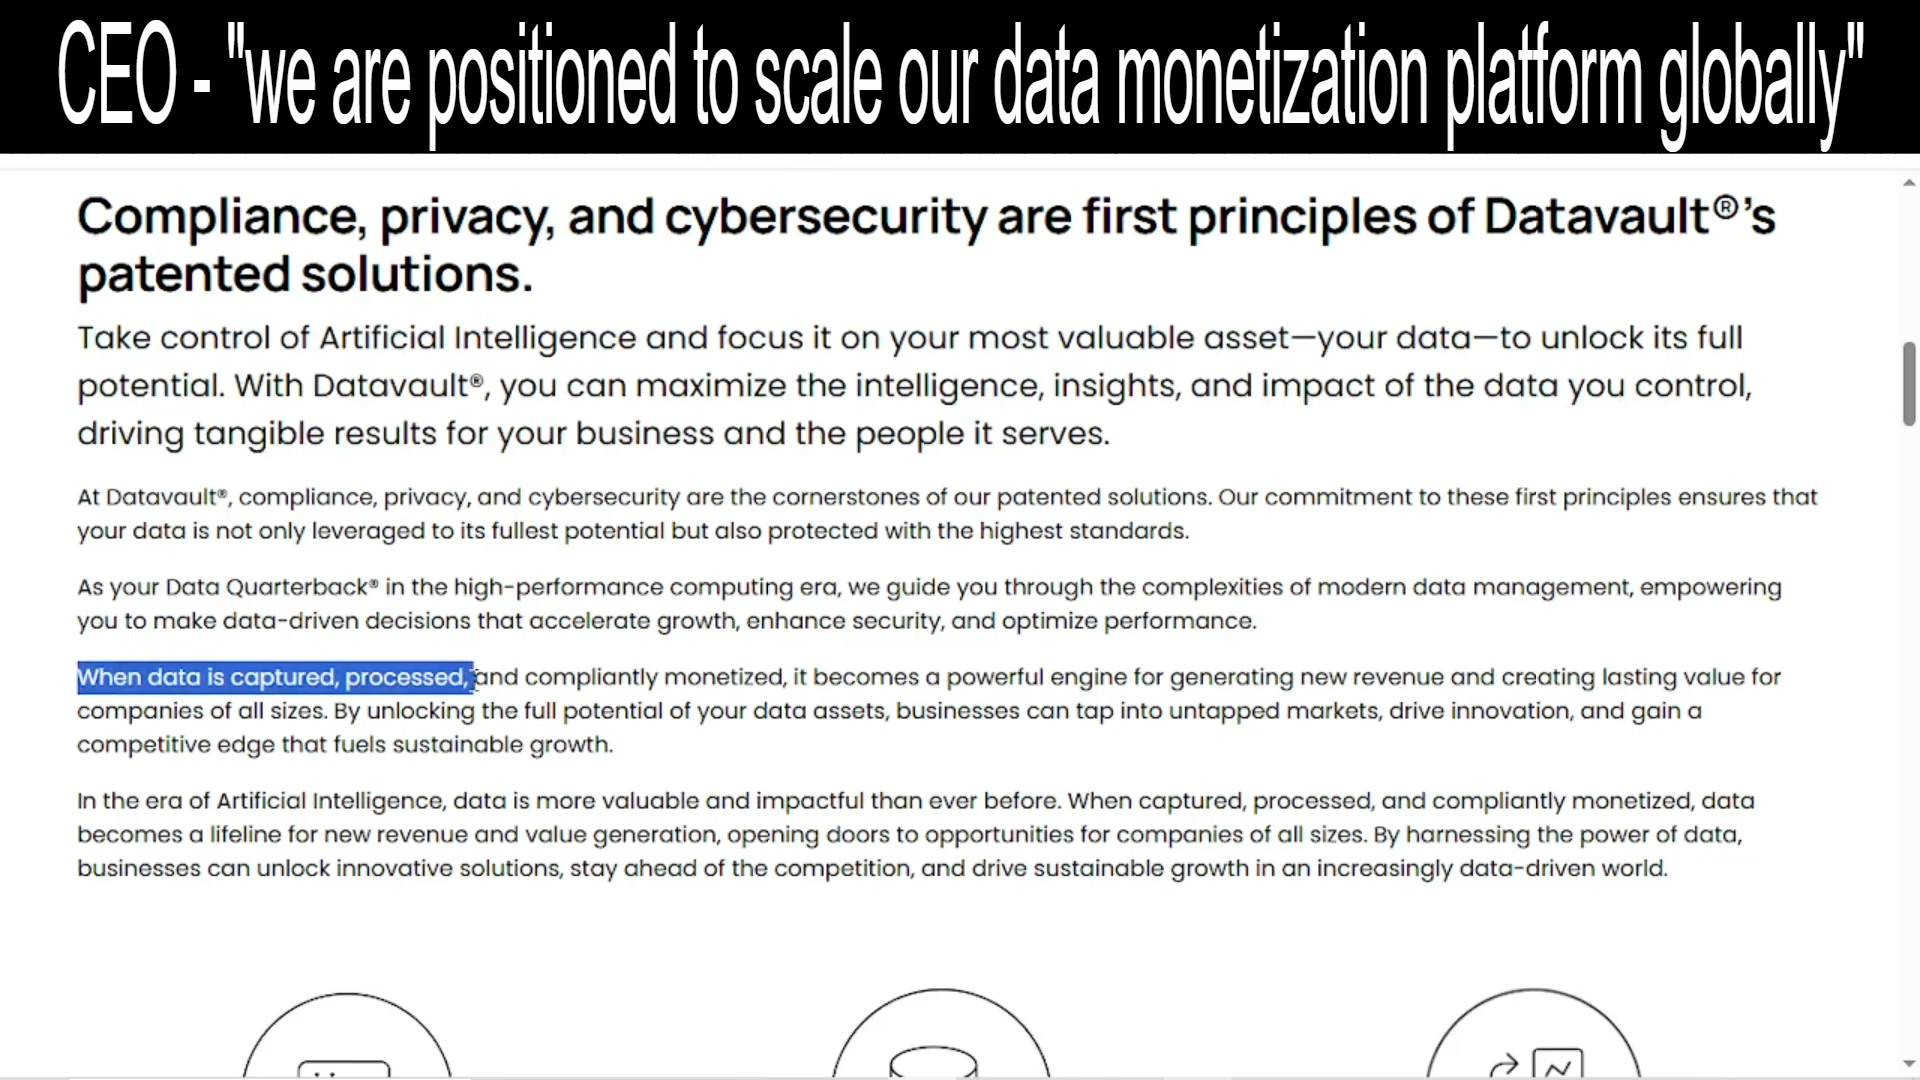 CEO - "we are positioned to scale our data monetization platform globally"
Compliance, privacy, and cybersecurity are first principles of Datavault®'s
patented solutions.
Take control of Artificial Intelligence and focus it on your most valuable asset—your data—to unlock its full
potential. With Datavault®, you can maximize the intelligence, insights, and impact of the data you control,
driving tangible results for your business and the people it serves.
At Datavault®, compliance, privacy, and cybersecurity are the cornerstones of our patented solutions. Our commitment to these first principles ensures that
your data is not only leveraged to its fullest potential but also protected with the highest standards.
As your Data Quarterback® in the high-performance computing era, we guide you through the complexities of modern data management, empowering
you to make data-driven decisions that accelerate growth, enhance security, and optimize performance.
When data is captured, processed, and compliantly monetized, it becomes a powerful engine for generating new revenue and creating lasting value for
companies of all sizes. By unlocking the full potential of your data assets, businesses can tap into untapped markets, drive innovation, and gain a
competitive edge that fuels sustainable growth.
In the era of Artificial Intelligence, data is more valuable and impactful than ever before. When captured, processed, and compliantly monetized, data
becomes a lifeline for new revenue and value generation, opening doors to opportunities for companies of all sizes. By harnessing the power of data,
businesses can unlock innovative solutions, stay ahead of the competition, and drive sustainable growth in an increasingly data-driven world.